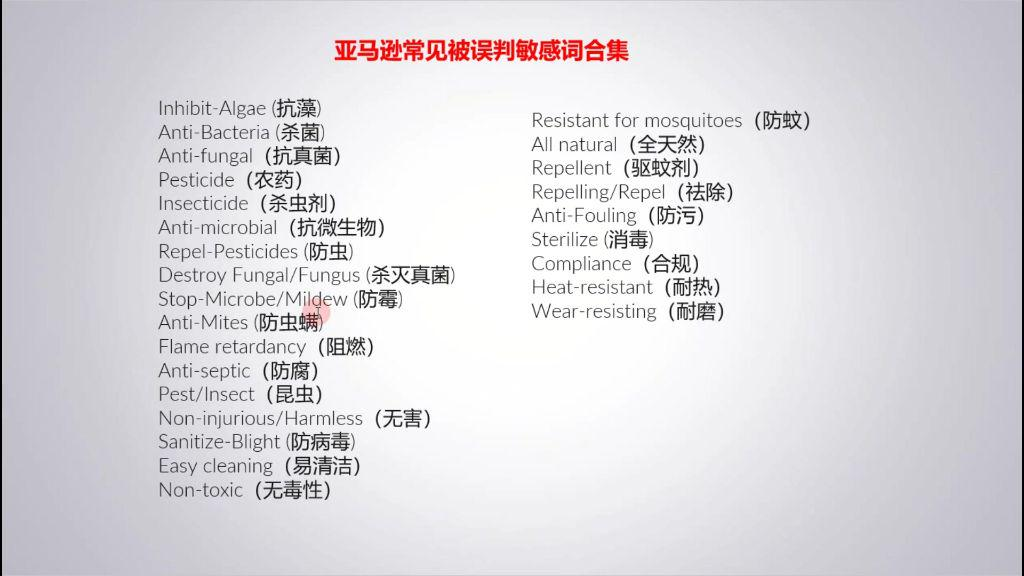 亚马逊常见被误判敏感词合集
Inhibit-Algae (抗藻)
Anti-Bacteria (杀菌)
Anti-fungal（抗真菌）
Pesticide（农药）
Insecticide（杀虫剂）
Anti-microbial（抗微生物）
Repel-Pesticides (防虫)
Destroy Fungal/Fungus (杀灭真菌)
Stop-Microbe/Mildew (防霉)
Anti-Mites (防虫螨)
Flame retardancy（阻燃）
Anti-septic（防腐）
Pest/Insect（昆虫）
Non-injurious/Harmless（无害）
Sanitize-Blight (防病毒)
Easy cleaning（易清洁）
Non-toxic（无毒性）
Resistant for mosquitoes（防蚊）
All natural（全天然）
Repellent（驱蚊剂）
Repelling/Repel（祛除）
Anti-Fouling（防污）
Sterilize (消毒)
Compliance（合规）
Heat-resistant（耐热）
Wear-resisting（耐磨）